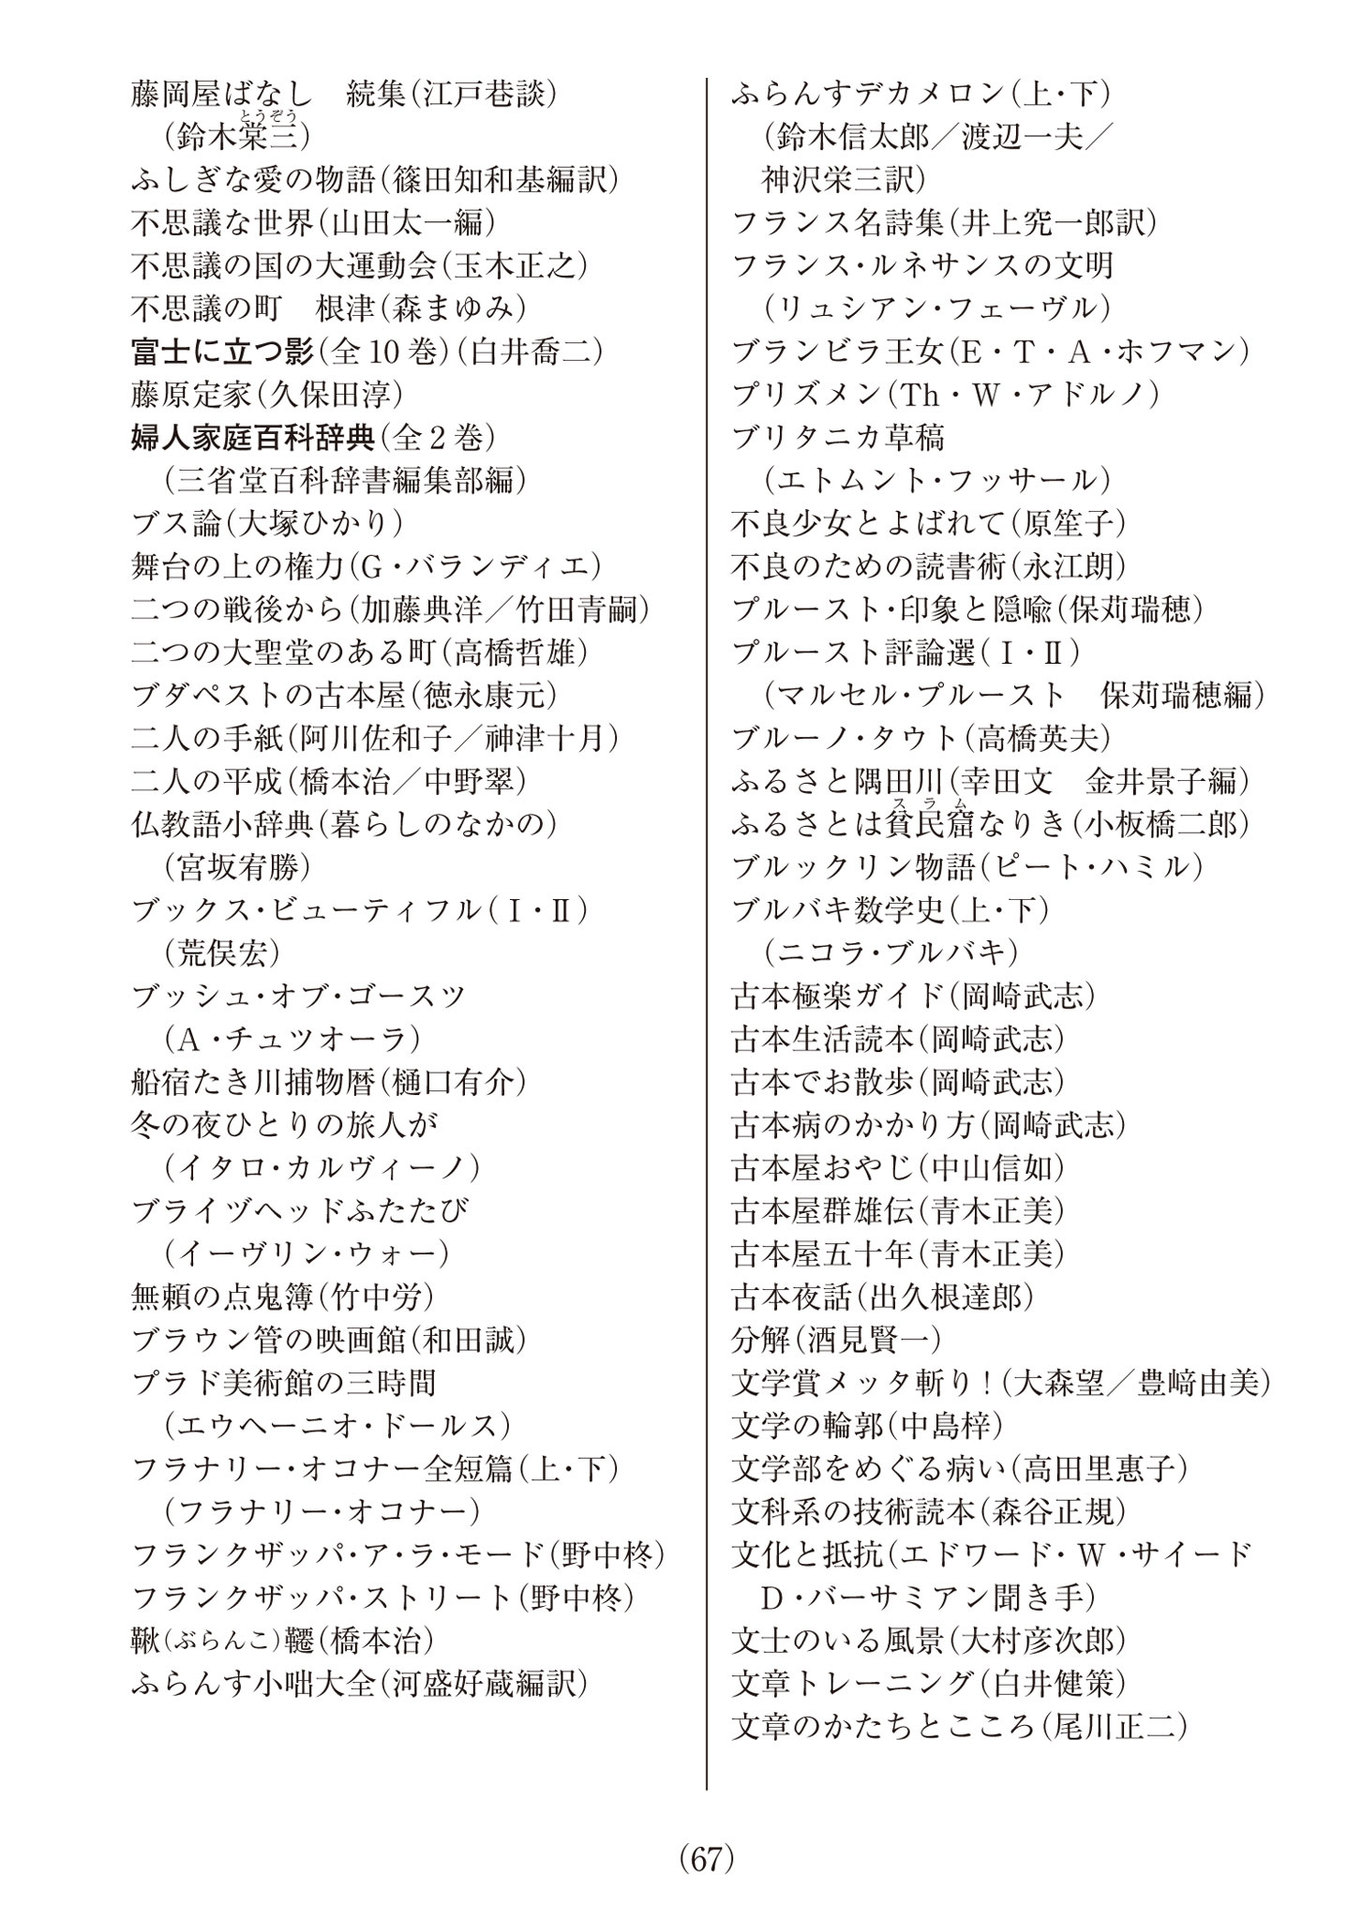 藤岡屋ばなし　続集(江戸巷談)
とうぞう
(鈴木棠三)
ふしぎな愛の物語(篠田知和基編訳)
不思議な世界(山田太一編)
不思議の国の大運動会(玉木正之)
不思議の町　根津(森まゆみ)
富士に立つ影(全10巻)(白井喬二)
藤原定家(久保田淳)
婦人家庭百科辞典(全2巻)
(三省堂百科辞書編集部編)
ブス論(大塚ひかり)
舞台の上の権力(G・バランディエ)
二つの戦後から(加藤典洋／竹田青嗣)
二つの大聖堂のある町(高橋哲雄)
ブダペストの古本屋(徳永康元)
二人の手紙(阿川佐和子／神津十月)
二人の平成(橋本治／中野翠)
仏教語小辞典(暮らしのなかの)
(宮坂宥勝)
ブックス・ビューティフル(Ⅰ・Ⅱ)
(荒俣宏)
ブッシュ・オブ・ゴースツ
(A・チュツオーラ)
船宿たき川捕物暦(樋口有介)
冬の夜ひとりの旅人が
(イタロ・カルヴィーノ)
ブライヅヘッドふたたび
(イーヴリン・ウォー)
無頼の点鬼簿(竹中労)
ブラウン管の映画館(和田誠)
プラド美術館の三時間
(エウヘーニオ・ドールス)
フラナリー・オコナー全短篇(上・下)
(フラナリー・オコナー)
フランクザッパ・ア・ラ・モード(野中柊)
フランクザッパ・ストリート(野中柊)
鞦(ぶらんこ)韆(橋本治)
ふらんす小咄大全(河盛好蔵編訳)
ふらんすデカメロン(上・下)
(鈴木信太郎／渡辺一夫／
神沢栄三訳)
フランス名詩集(井上究一郎訳)
フランス・ルネサンスの文明
(リュシアン・フェーヴル)
ブランビラ王女(E・T・A・ホフマン)
プリズメン(Th・W・アドルノ)
ブリタニカ草稿
(エトムント・フッサール)
不良少女とよばれて(原笙子)
不良のための読書術(永江朗)
プルースト・印象と隠喩(保苅瑞穂)
プルースト評論選(Ⅰ・Ⅱ)
(マルセル・プルースト　保苅瑞穂編)
ブルーノ・タウト(高橋英夫)
ふるさと隅田川(幸田文　金井景子編)
スラム
ふるさとは貧民窟なりき(小板橋二郎)
ブルックリン物語(ピート・ハミル)
ブルバキ数学史(上・下)
(ニコラ・ブルバキ)
古本極楽ガイド(岡崎武志)
古本生活読本(岡崎武志)
古本でお散歩(岡崎武志)
古本病のかかり方(岡崎武志)
古本屋おやじ(中山信如)
古本屋群雄伝(青木正美)
古本屋五十年(青木正美)
古本夜話(出久根達郎)
分解(酒見賢一)
文学賞メッタ斬り!(大森望／豊﨑由美)
文学の輪郭(中島梓)
文学部をめぐる病い(高田里惠子)
文科系の技術読本(森谷正規)
文化と抵抗(エドワード・W・サイード
D・バーサミアン聞き手)
文士のいる風景(大村彦次郎)
文章トレーニング(白井健策)
文章のかたちとこころ(尾川正二)
(67)